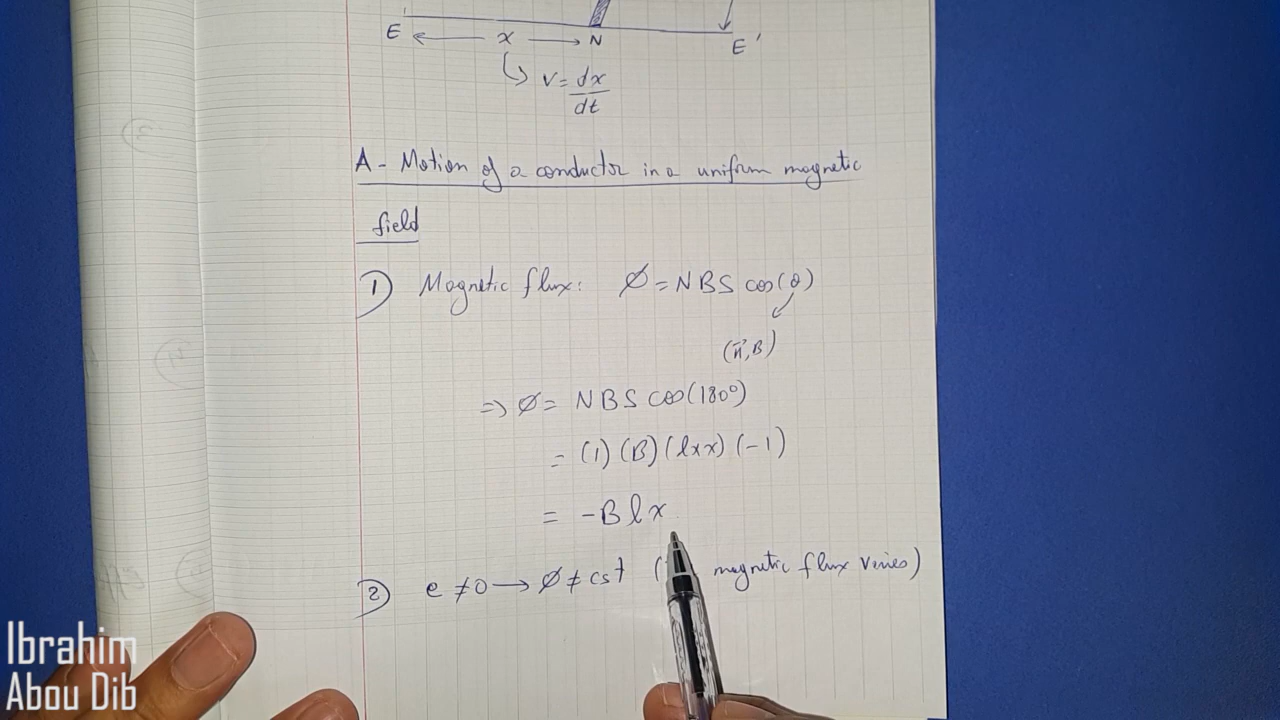 E ← x → N E'
v = dx/dt
A - Motion of a conductor in a uniform magnetic
field
1) Magnetic flux: Ø = NBS cos(θ)
(n⃗, B)
=> Ø = NBS cos(180°)
= (1) (B) (l×x) (-1)
= -Blx
2) e ≠ 0 → Ø ≠ cst ( magnetic flux varies)
Ibrahim
Abou Dib